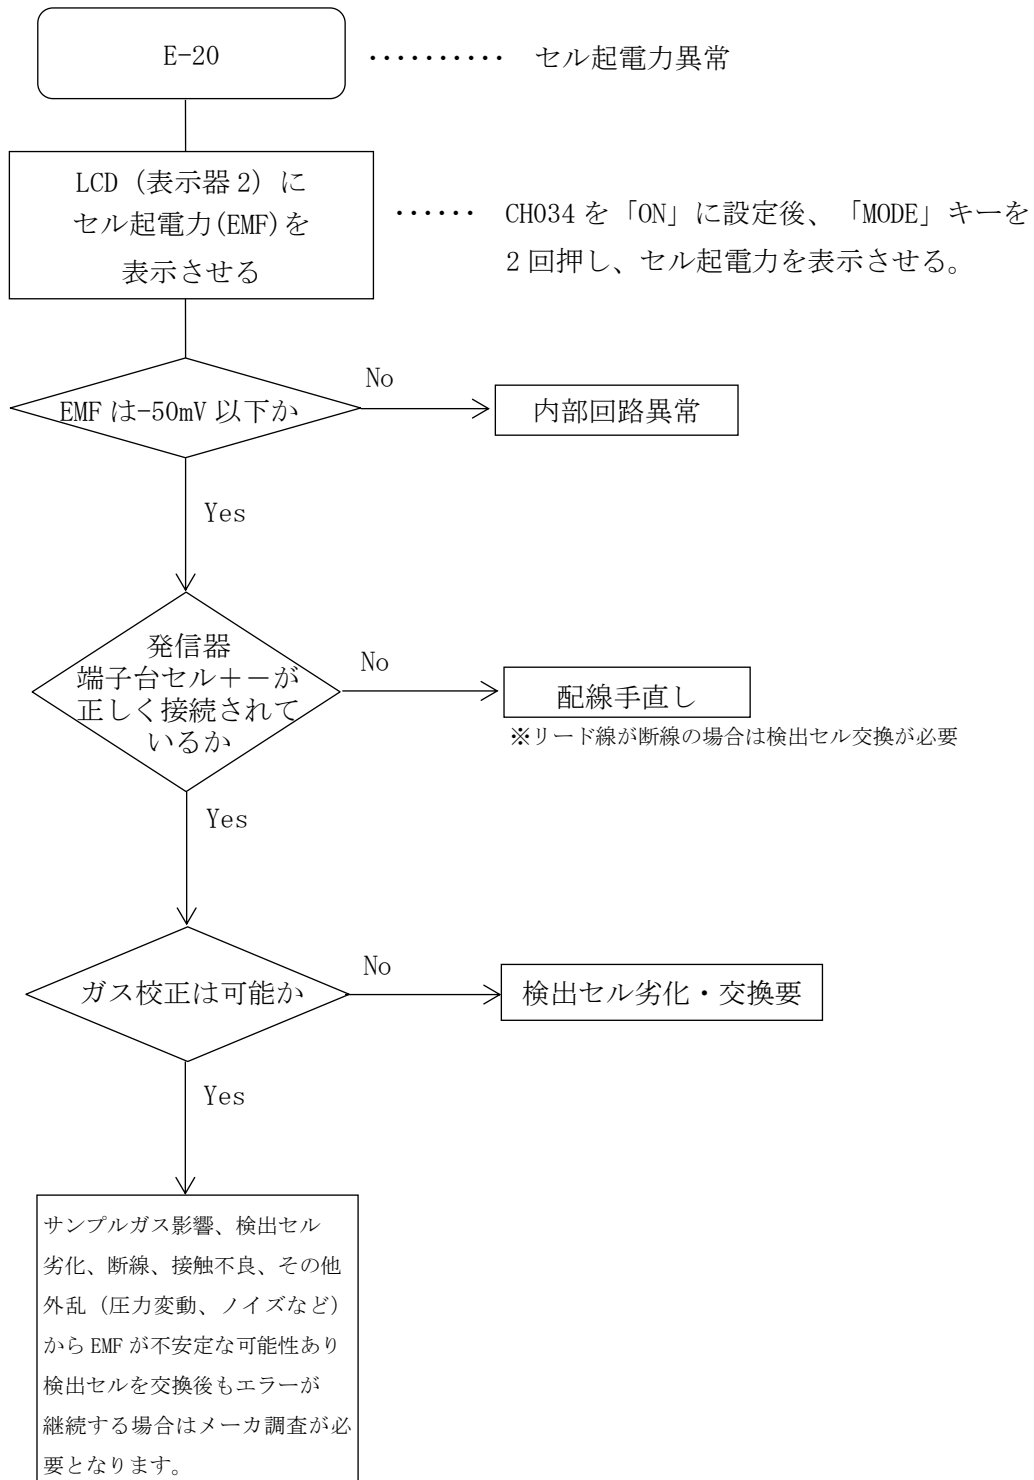 E-20
・・・・・・・・・・ セル起電力異常
LCD（表示器 2）に
セル起電力(EMF)を
表示させる
・・・・・・ CH034 を「ON」に設定後、「MODE」キーを
2 回押し、セル起電力を表示させる。
EMF は-50mV 以下か
No
内部回路異常
Yes
発信器
端子台セル＋－が
正しく接続されて
いるか
No
配線手直し
※リード線が断線の場合は検出セル交換が必要
Yes
ガス校正は可能か
No
検出セル劣化・交換要
Yes
サンプルガス影響、検出セル
劣化、断線、接触不良、その他
外乱（圧力変動、ノイズなど）
から EMF が不安定な可能性あり
検出セルを交換後もエラーが
継続する場合はメーカ調査が必
要となります。